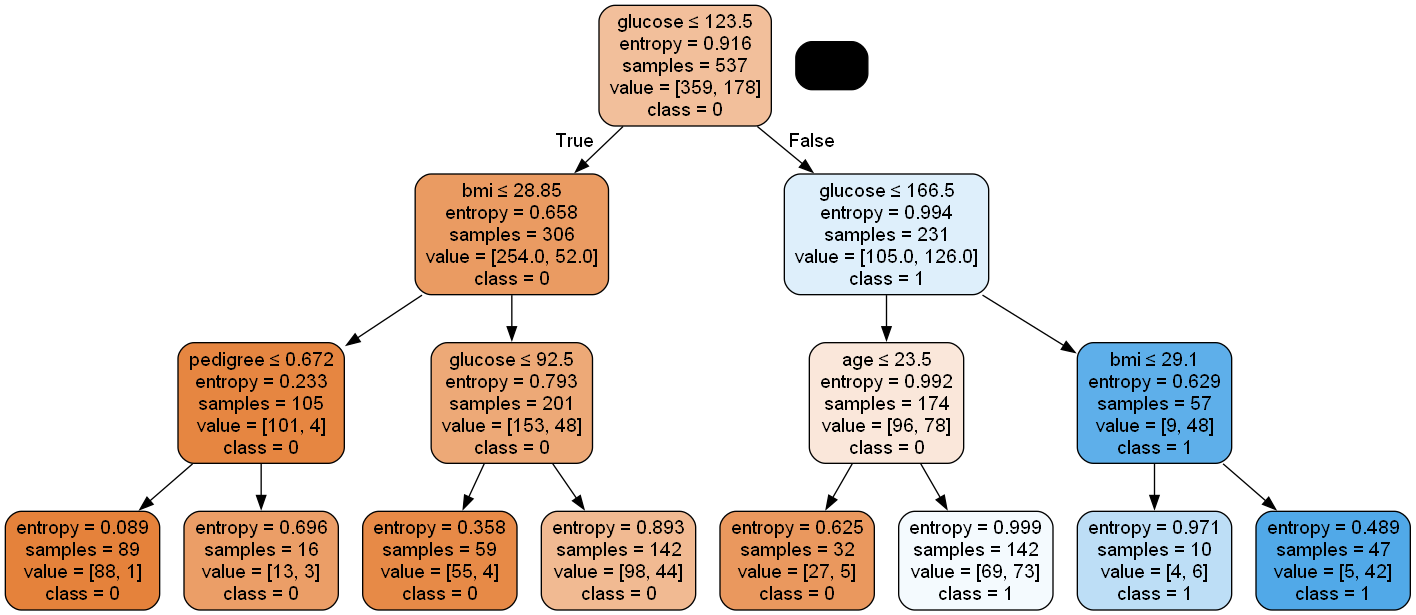 glucose ≤ 123.5
entropy = 0.916
samples = 537
value = [359, 178]
class = 0
True
False
bmi ≤ 28.85
entropy = 0.658
samples = 306
value = [254.0, 52.0]
class = 0
glucose ≤ 166.5
entropy = 0.994
samples = 231
value = [105.0, 126.0]
class = 1
pedigree ≤ 0.672
entropy = 0.233
samples = 105
value = [101, 4]
class = 0
glucose ≤ 92.5
entropy = 0.793
samples = 201
value = [153, 48]
class = 0
age ≤ 23.5
entropy = 0.992
samples = 174
value = [96, 78]
class = 0
bmi ≤ 29.1
entropy = 0.629
samples = 57
value = [9, 48]
class = 1
entropy = 0.089
samples = 89
value = [88, 1]
class = 0
entropy = 0.696
samples = 16
value = [13, 3]
class = 0
entropy = 0.358
samples = 59
value = [55, 4]
class = 0
entropy = 0.893
samples = 142
value = [98, 44]
class = 0
entropy = 0.625
samples = 32
value = [27, 5]
class = 0
entropy = 0.999
samples = 142
value = [69, 73]
class = 1
entropy = 0.971
samples = 10
value = [4, 6]
class = 1
entropy = 0.489
samples = 47
value = [5, 42]
class = 1